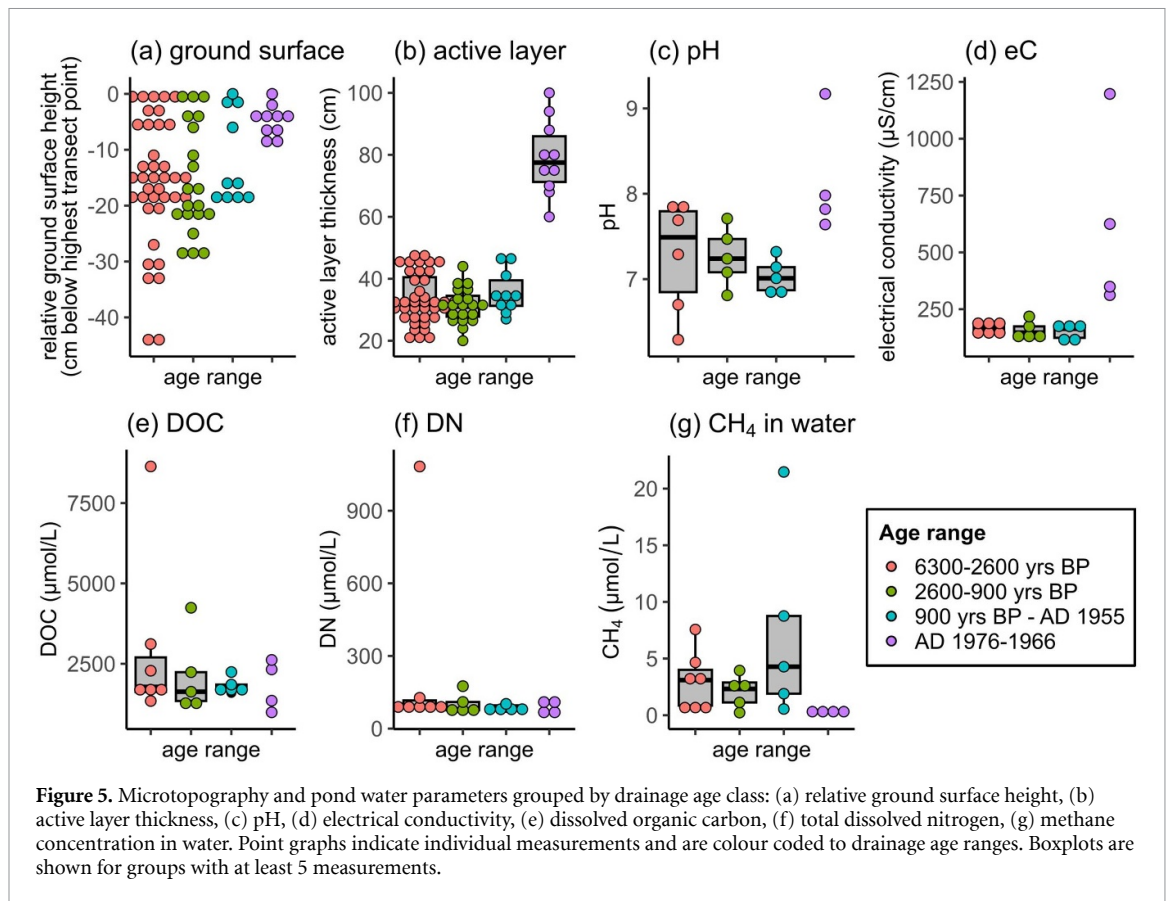 (a) ground surface
(b) active layer
(c) pH
(d) eC
relative ground surface height
(cm below highest transect point)
0
-10
-20
-30
-40
age range
active layer thickness (cm)
100
80
60
40
20
age range
pH
9
8
7
age range
electrical conductivity (μS/cm)
1250
1000
750
500
250
age range
(e) DOC
(f) DN
(g) CH₄ in water
DOC (μmol/L)
7500
5000
2500
age range
DN (μmol/L)
900
600
300
0
age range
CH₄ (μmol/L)
20
15
10
5
0
age range
Age range
6300-2600 yrs BP
2600-900 yrs BP
900 yrs BP - AD 1955
AD 1976-1966
Figure 5. Microtopography and pond water parameters grouped by drainage age class: (a) relative ground surface height, (b)
active layer thickness, (c) pH, (d) electrical conductivity, (e) dissolved organic carbon, (f) total dissolved nitrogen, (g) methane
concentration in water. Point graphs indicate individual measurements and are colour coded to drainage age ranges. Boxplots are
shown for groups with at least 5 measurements.